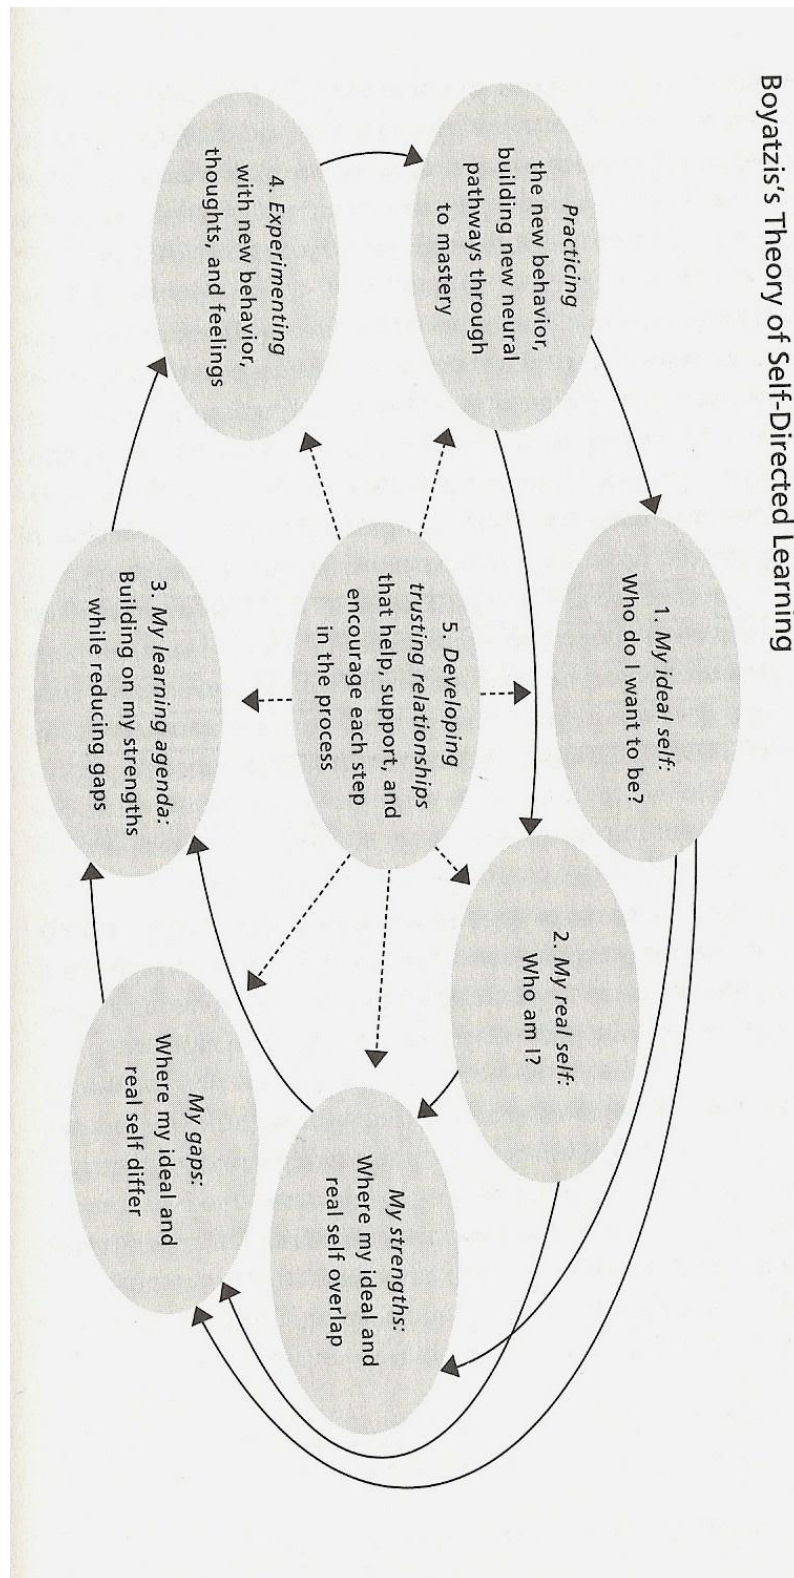 Boyatzis's Theory of Self-Directed Learning
1. My ideal self:
Who do I want to be?
2. My real self:
Who am I?
My strengths:
Where my ideal and
real self overlap
My gaps:
Where my ideal and
real self differ
3. My learning agenda:
Building on my strengths
while reducing gaps
4. Experimenting
with new behavior,
thoughts, and feelings
Practicing
the new behavior,
building new neural
pathways through
to mastery
5. Developing
trusting relationships
that help, support, and
encourage each step
in the process